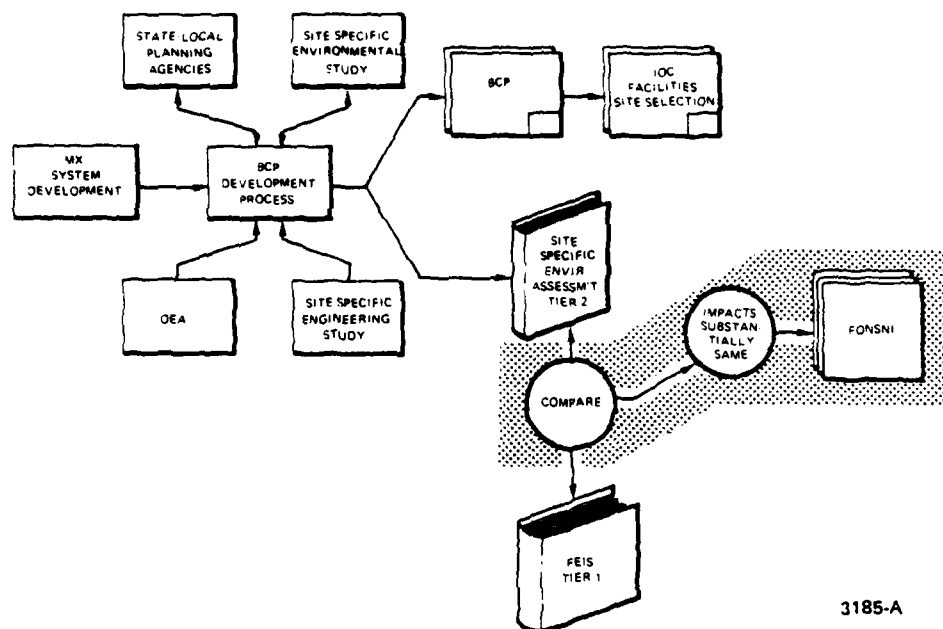 STATE LOCAL
PLANNING
AGENCIES
SITE SPECIFIC
ENVIRONMENTAL
STUDY
BCP
IOC
FACILITIES
SITE SELECTION
MX
SYSTEM
DEVELOPMENT
BCP
DEVELOPMENT
PROCESS
OEA
SITE SPECIFIC
ENGINEERING
STUDY
SITE
SPECIFIC
ENVIR
ASSESSM'T
TIER 2
IMPACTS
SUBSTAN-
TIALLY
SAME
FONSNI
COMPARE
FEIS
TIER 1
3185-A